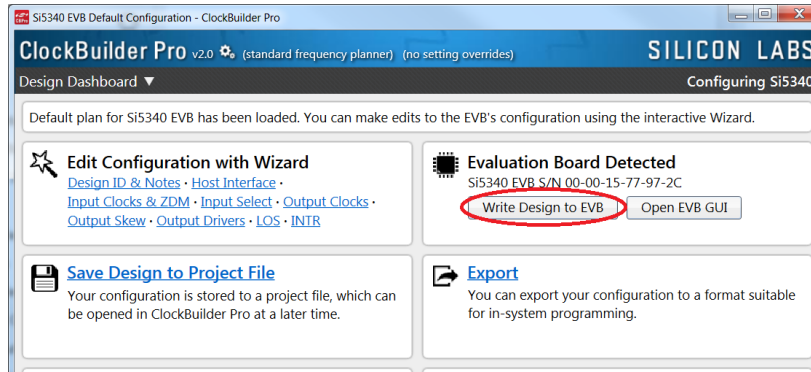 Si5340 EVB Default Configuration - ClockBuilder Pro
ClockBuilder Pro v2.0 (standard frequency planner) (no setting overrides)
SILICON LABS
Design Dashboard ▼
Configuring Si5340
Default plan for Si5340 EVB has been loaded. You can make edits to the EVB's configuration using the interactive Wizard.
Edit Configuration with Wizard
Design ID & Notes · Host Interface ·
Input Clocks & ZDM · Input Select · Output Clocks ·
Output Skew · Output Drivers · LOS · INTR
Evaluation Board Detected
Si5340 EVB S/N 00-00-15-77-97-2C
Write Design to EVB
Open EVB GUI
Save Design to Project File
Your configuration is stored to a project file, which can
be opened in ClockBuilder Pro at a later time.
Export
You can export your configuration to a format suitable
for in-system programming.